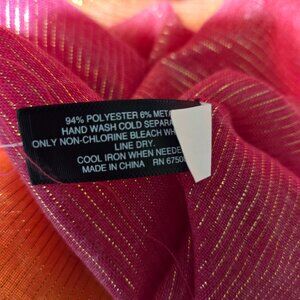 94% POLYESTER 6% META
HAND WASH COLD SEPARA
ONLY NON-CHLORINE BLEACH WH
LINE DRY.
COOL IRON WHEN NEEDE
MADE IN CHINA RN 6750